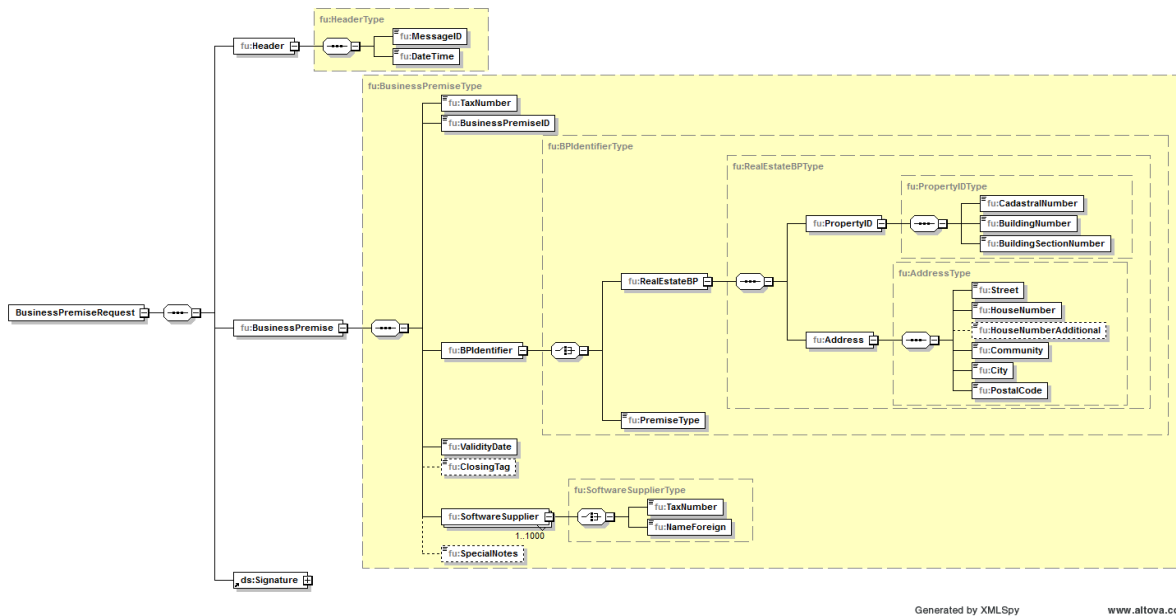 fu:HeaderType
fu:Header
fu:MessageID
fu:DateTime
fu:BusinessPremiseType
fu:TaxNumber
fu:BusinessPremiseID
fu:BPIdentifierType
fu:RealEstateBPType
fu:PropertyIDType
fu:CadastralNumber
fu:PropertyID
fu:BuildingNumber
fu:BuildingSectionNumber
fu:AddressType
fu:RealEstateBP
fu:Street
fu:HouseNumber
BusinessPremiseRequest
fu:BusinessPremise
fu:HouseNumberAdditional
fu:Address
fu:BPIdentifier
fu:Community
fu:City
fu:PostalCode
fu:PremiseType
fu:ValidityDate
fu:ClosingTag
fu:SoftwareSupplierType
fu:TaxNumber
fu:SoftwareSupplier
fu:NameForeign
1..1000
fu:SpecialNotes
ds:Signature
Generated by XMLSpy
www.altova.co